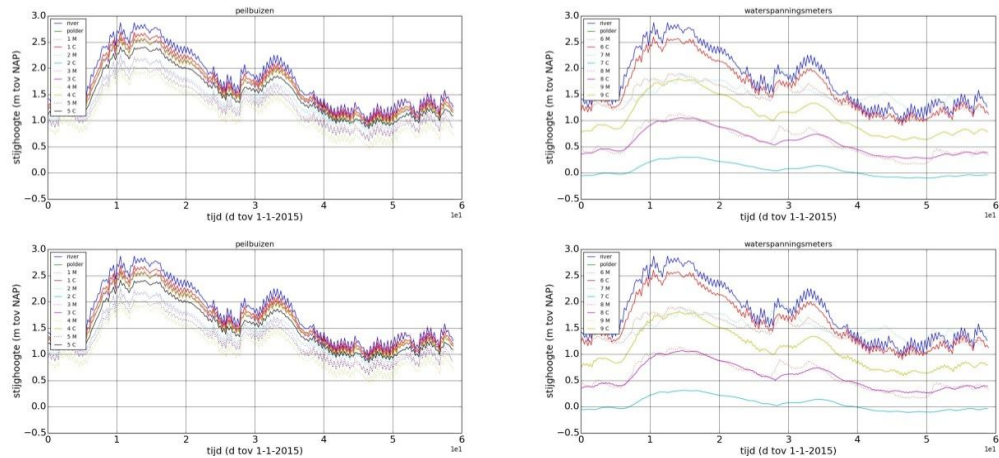 peilbuizen
stijghoogte (m tov NAP)
3.0
2.5
2.0
1.5
1.0
0.5
0.0
−0.5
river
polder
1 M
1 C
2 M
2 C
3 M
3 C
4 M
4 C
5 M
5 C
0 1 2 3 4 5 6
1e1
tijd (d tov 1-1-2015)
waterspanningsmeters
stijghoogte (m tov NAP)
3.0
2.5
2.0
1.5
1.0
0.5
0.0
−0.5
river
polder
6 M
6 C
7 M
7 C
8 M
8 C
9 M
9 C
0 1 2 3 4 5 6
1e1
tijd (d tov 1-1-2015)
peilbuizen
stijghoogte (m tov NAP)
3.0
2.5
2.0
1.5
1.0
0.5
0.0
−0.5
river
polder
1 M
1 C
2 M
2 C
3 M
3 C
4 M
4 C
5 M
5 C
0 1 2 3 4 5 6
1e1
tijd (d tov 1-1-2015)
waterspanningsmeters
stijghoogte (m tov NAP)
3.0
2.5
2.0
1.5
1.0
0.5
0.0
−0.5
river
polder
6 M
6 C
7 M
7 C
8 M
8 C
9 M
9 C
0 1 2 3 4 5 6
1e1
tijd (d tov 1-1-2015)